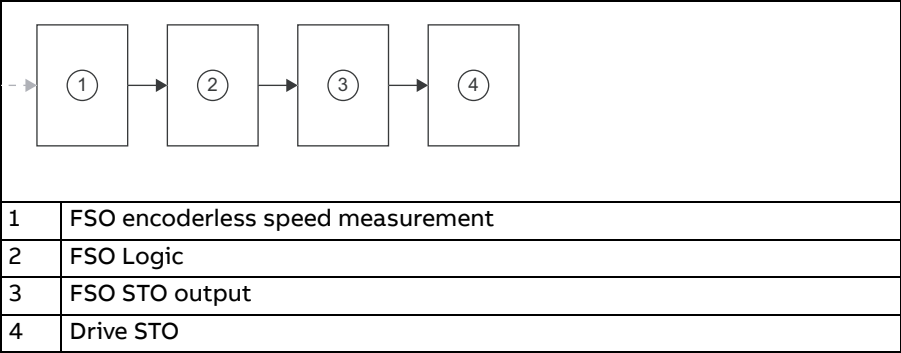 1 2 3 4
1 FSO encoderless speed measurement
2 FSO Logic
3 FSO STO output
4 Drive STO